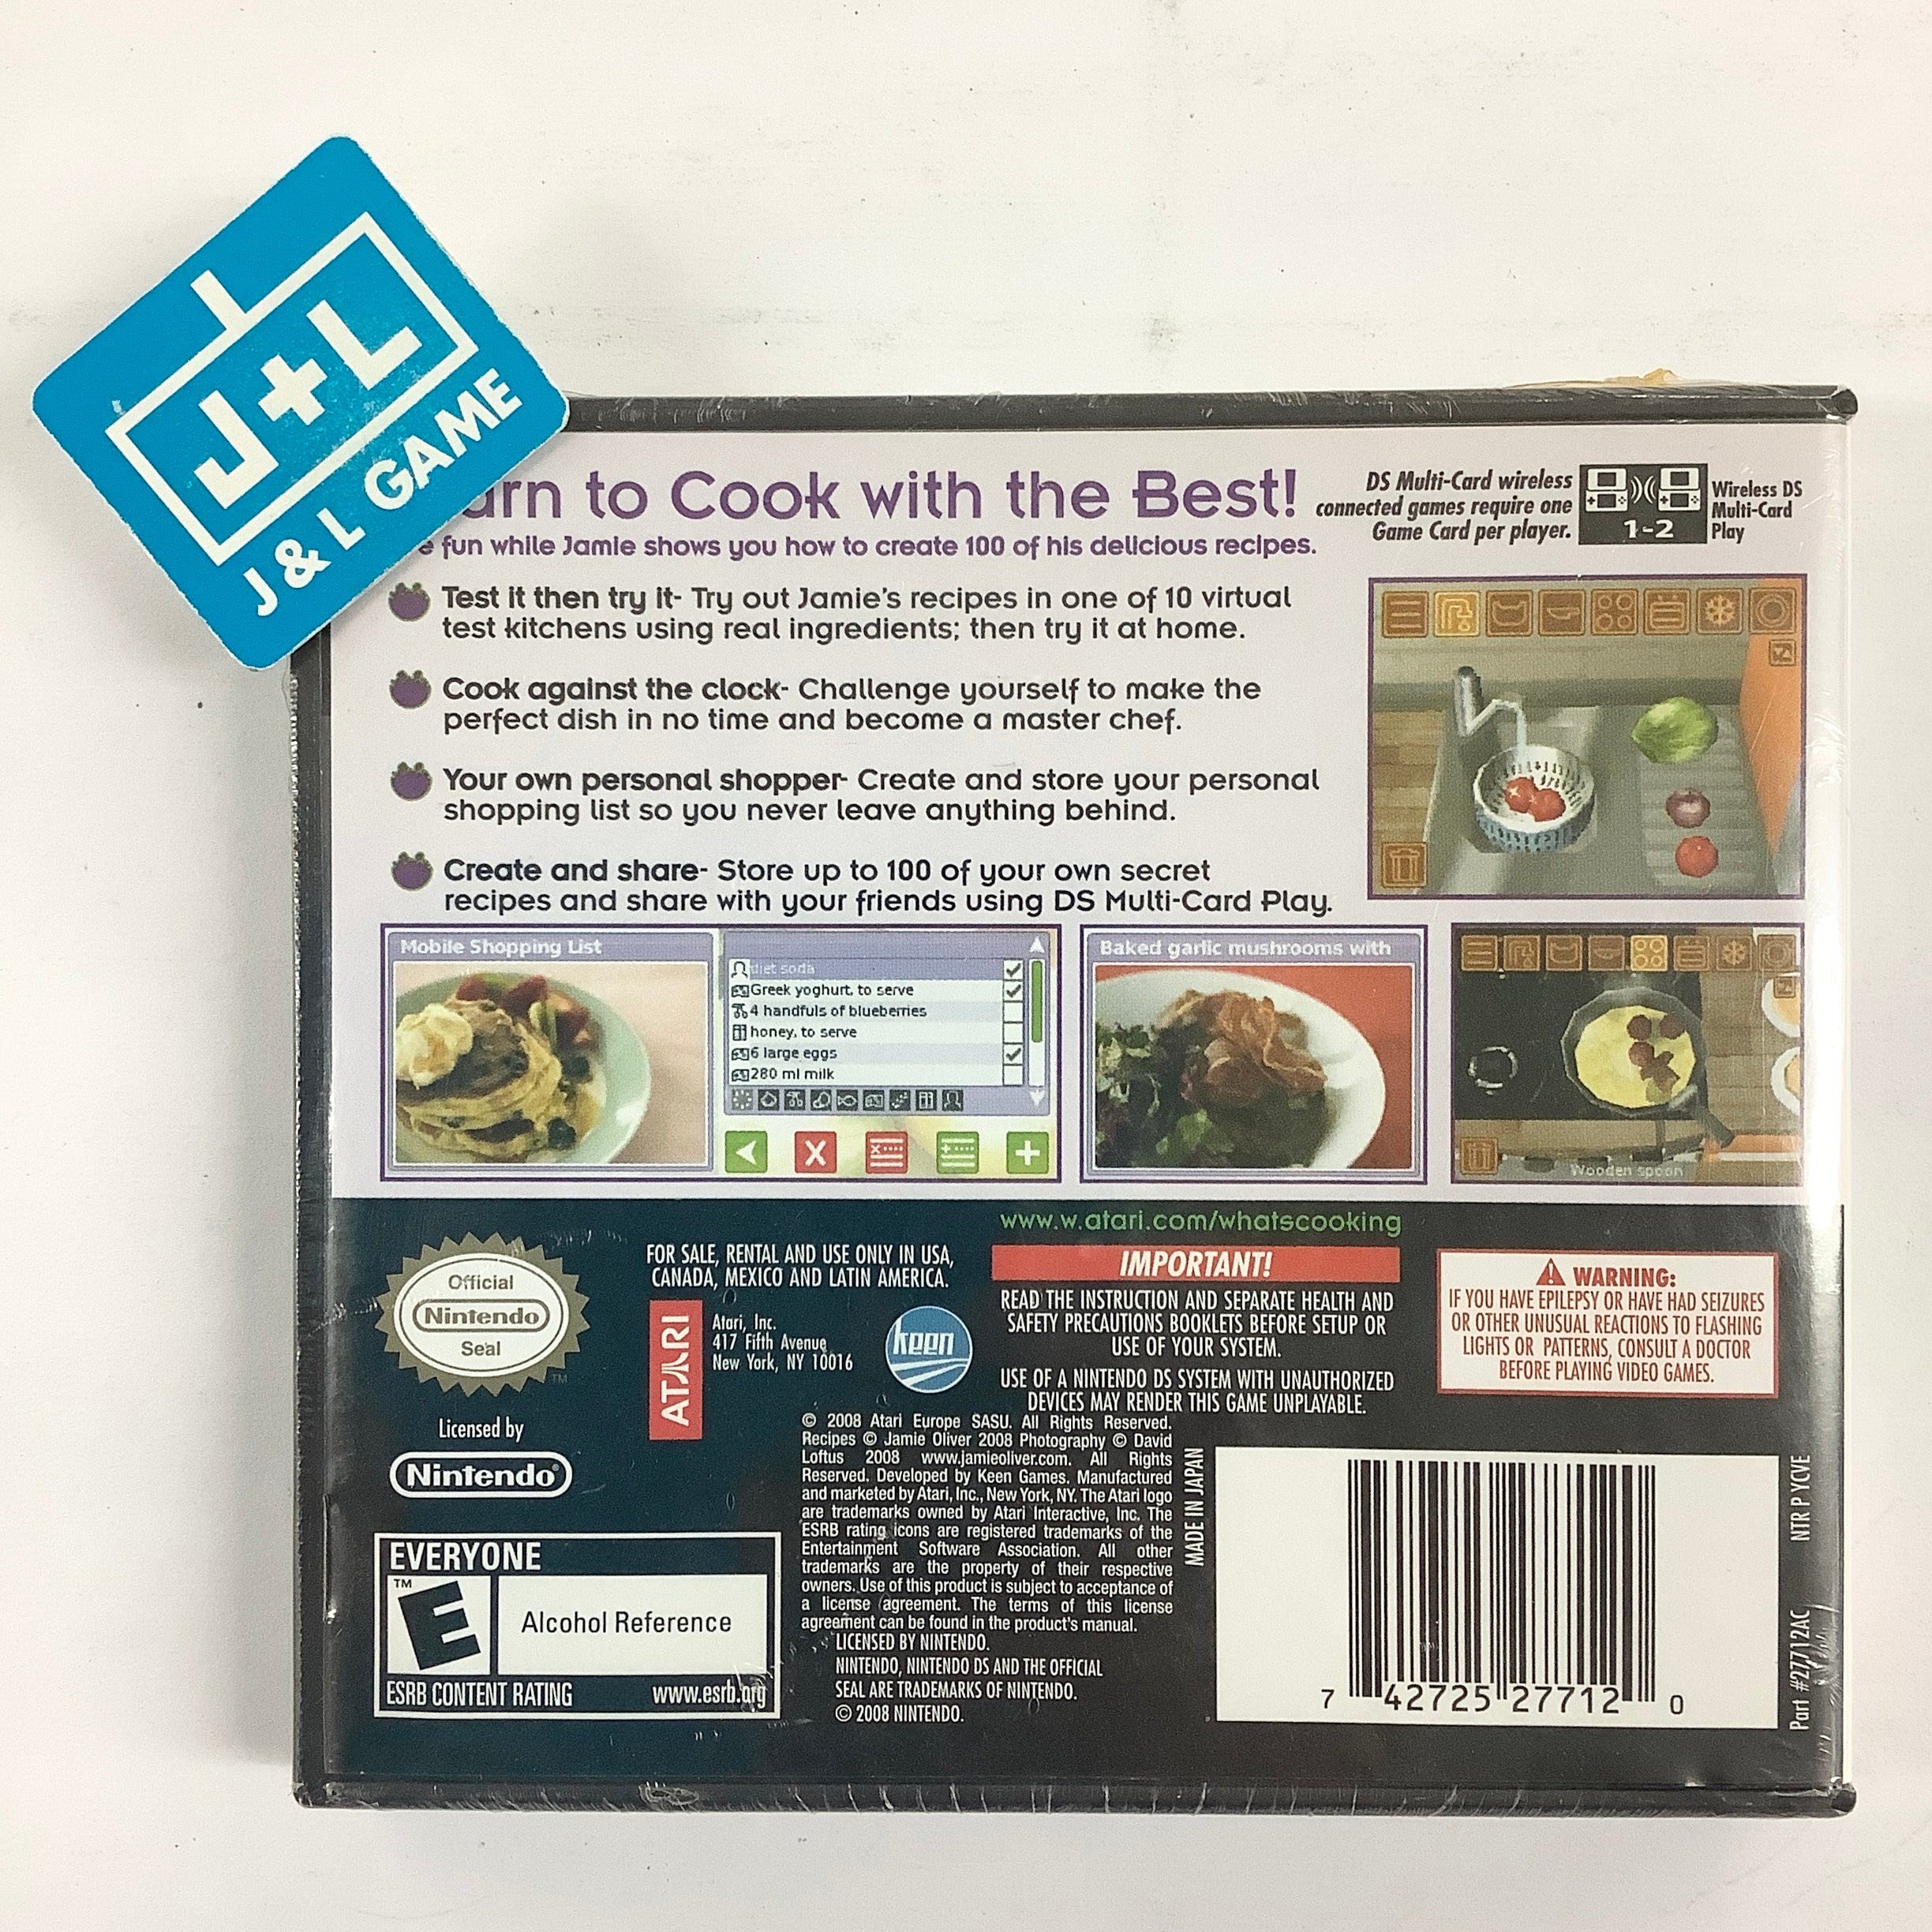 J+L
J & L GAME
arn to Cook with the Best!
e fun while Jamie shows you how to create 100 of his delicious recipes.
DS Multi-Card wireless
connected games require one
Game Card per player.
1-2
Wireless DS
Multi-Card
Play
Test it then try it- Try out Jamie's recipes in one of 10 virtual
test kitchens using real ingredients; then try it at home.
Cook against the clock- Challenge yourself to make the
perfect dish in no time and become a master chef.
Your own personal shopper- Create and store your personal
shopping list so you never leave anything behind.
Create and share- Store up to 100 of your own secret
recipes and share with your friends using DS Multi-Card Play.
Mobile Shopping List
diet soda
Greek yoghurt, to serve
4 handfuls of blueberries
honey, to serve
6 large eggs
280 ml milk
Baked garlic mushrooms with
Wooden spoon
www.w.atari.com/whatscooking
Official
Nintendo
Seal
TM
Licensed by
Nintendo®
FOR SALE, RENTAL AND USE ONLY IN USA,
CANADA, MEXICO AND LATIN AMERICA.
ATARI
Atari, Inc.
417 Fifth Avenue
New York, NY 10016
keen
IMPORTANT!
READ THE INSTRUCTION AND SEPARATE HEALTH AND
SAFETY PRECAUTIONS BOOKLETS BEFORE SETUP OR
USE OF YOUR SYSTEM.
USE OF A NINTENDO DS SYSTEM WITH UNAUTHORIZED
DEVICES MAY RENDER THIS GAME UNPLAYABLE.
WARNING:
IF YOU HAVE EPILEPSY OR HAVE HAD SEIZURES
OR OTHER UNUSUAL REACTIONS TO FLASHING
LIGHTS OR PATTERNS, CONSULT A DOCTOR
BEFORE PLAYING VIDEO GAMES.
© 2008 Atari Europe SASU. All Rights Reserved.
Recipes © Jamie Oliver 2008 Photography © David
Loftus 2008 www.jamieoliver.com. All Rights
Reserved. Developed by Keen Games. Manufactured
and marketed by Atari, Inc., New York, NY. The Atari logo
are trademarks owned by Atari Interactive, Inc. The
ESRB rating icons are registered trademarks of the
Entertainment Software Association. All other
trademarks are the property of their respective
owners. Use of this product is subject to acceptance of
a license agreement. The terms of this license
agreement can be found in the product's manual.
LICENSED BY NINTENDO.
NINTENDO, NINTENDO DS AND THE OFFICIAL
SEAL ARE TRADEMARKS OF NINTENDO.
© 2008 NINTENDO.
MADE IN JAPAN
EVERYONE
TM
E
Alcohol Reference
ESRB CONTENT RATING www.esrb.org
7 42725 27712 0
Part #27712AC NTR P YCVE